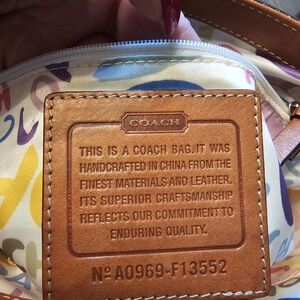 COACH
THIS IS A COACH BAG. IT WAS
HANDCRAFTED IN CHINA FROM THE
FINEST MATERIALS AND LEATHER.
ITS SUPERIOR CRAFTSMANSHIP
REFLECTS OUR COMMITMENT TO
ENDURING QUALITY.
Nº A0969-F13552